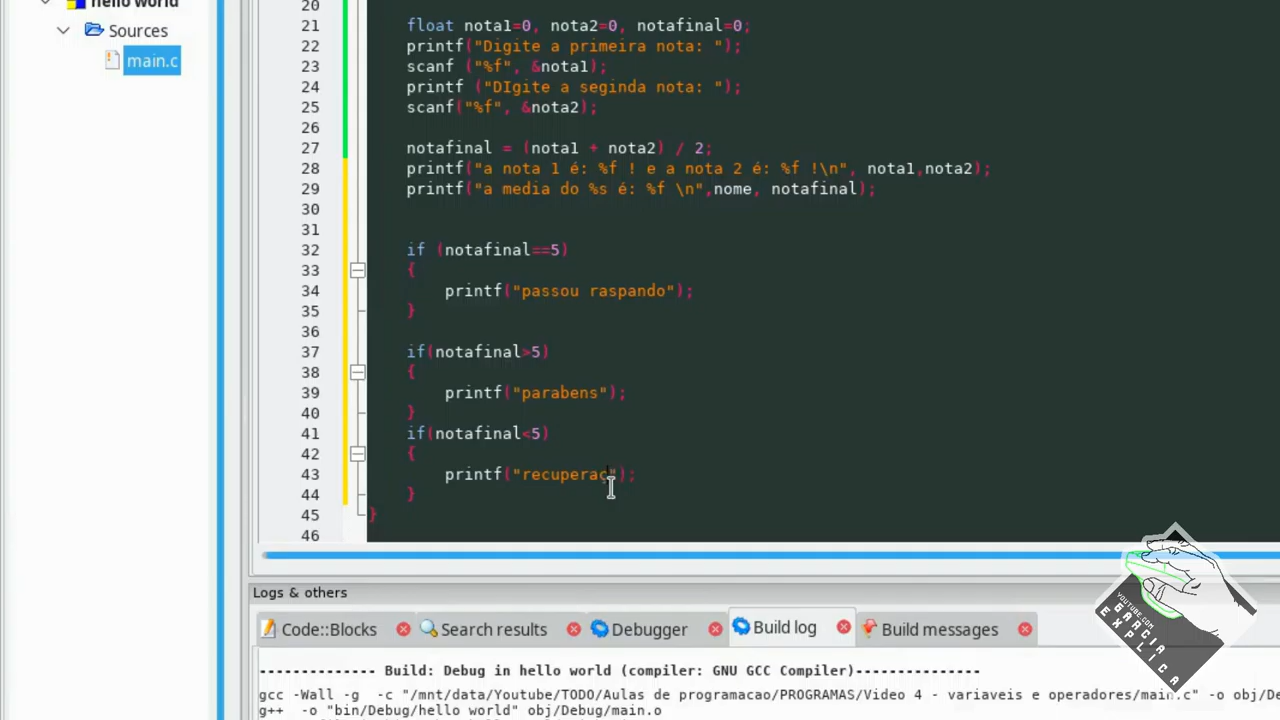 hello world
Sources
main.c
20
21 float nota1=0, nota2=0, notafinal=0;
22 printf("Digite a primeira nota: ");
23 scanf ("%f", &nota1);
24 printf ("DIgite a seginda nota: ");
25 scanf("%f", &nota2);
26
27 notafinal = (nota1 + nota2) / 2;
28 printf("a nota 1 é: %f ! e a nota 2 é: %f !\n", nota1,nota2);
29 printf("a media do %s é: %f \n",nome, notafinal);
30
31
32 if (notafinal==5)
33 {
34 printf("passou raspando");
35 }
36
37 if(notafinal>5)
38 {
39 printf("parabens");
40 }
41 if(notafinal<5)
42 {
43 printf("recuperaç");
44 }
45 }
46
Logs & others
Code::Blocks Search results Debugger Build log Build messages
-------------- Build: Debug in hello world (compiler: GNU GCC Compiler)---------------
gcc -Wall -g -c "/mnt/data/Youtube/TODO/Aulas de programacao/PROGRAMAS/Video 4 - variaveis e operadores/main.c" -o obj/De
g++ -o "bin/Debug/hello world" obj/Debug/main.o
YOUTUBE.COM
EGARCIA
EXPLICA